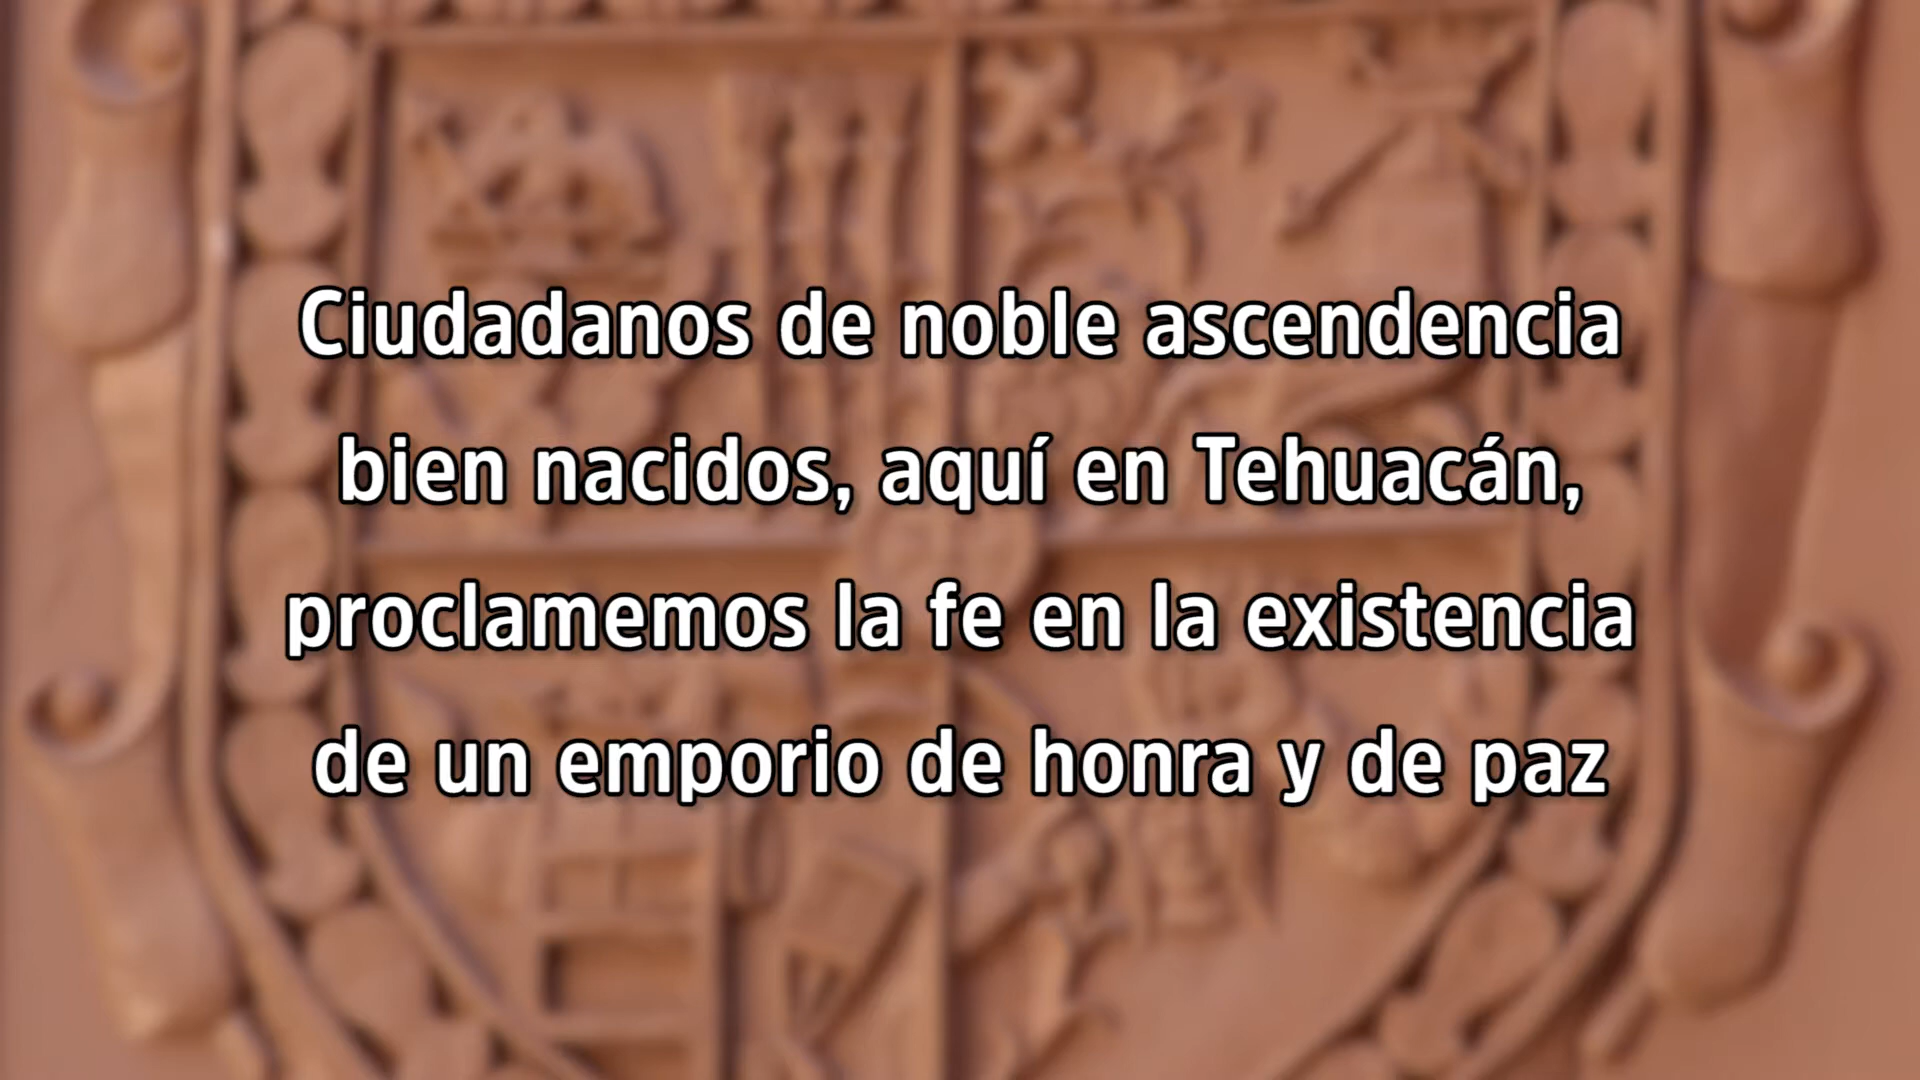 Ciudadanos de noble ascendencia
bien nacidos, aquí en Tehuacán,
proclamemos la fe en la existencia
de un emporio de honra y de paz